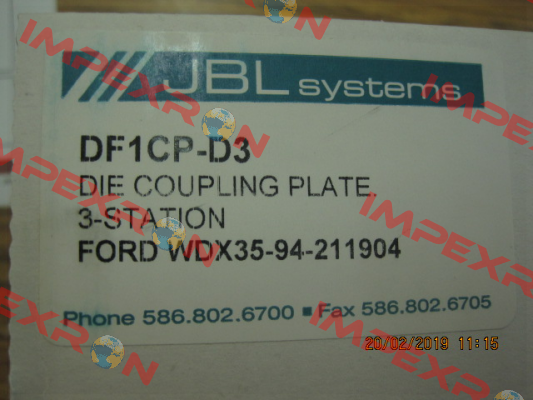 JBL systems
DF1CP-D3
DIE COUPLING PLATE
3-STATION
FORD WDX35-94-211904
Phone 586.802.6700 ■ Fax 586.802.6705
20/02/2019 11:15
IMPEXRON
IMPEXRON
IMPEXRON
IMPEXRON
IMPEXRON